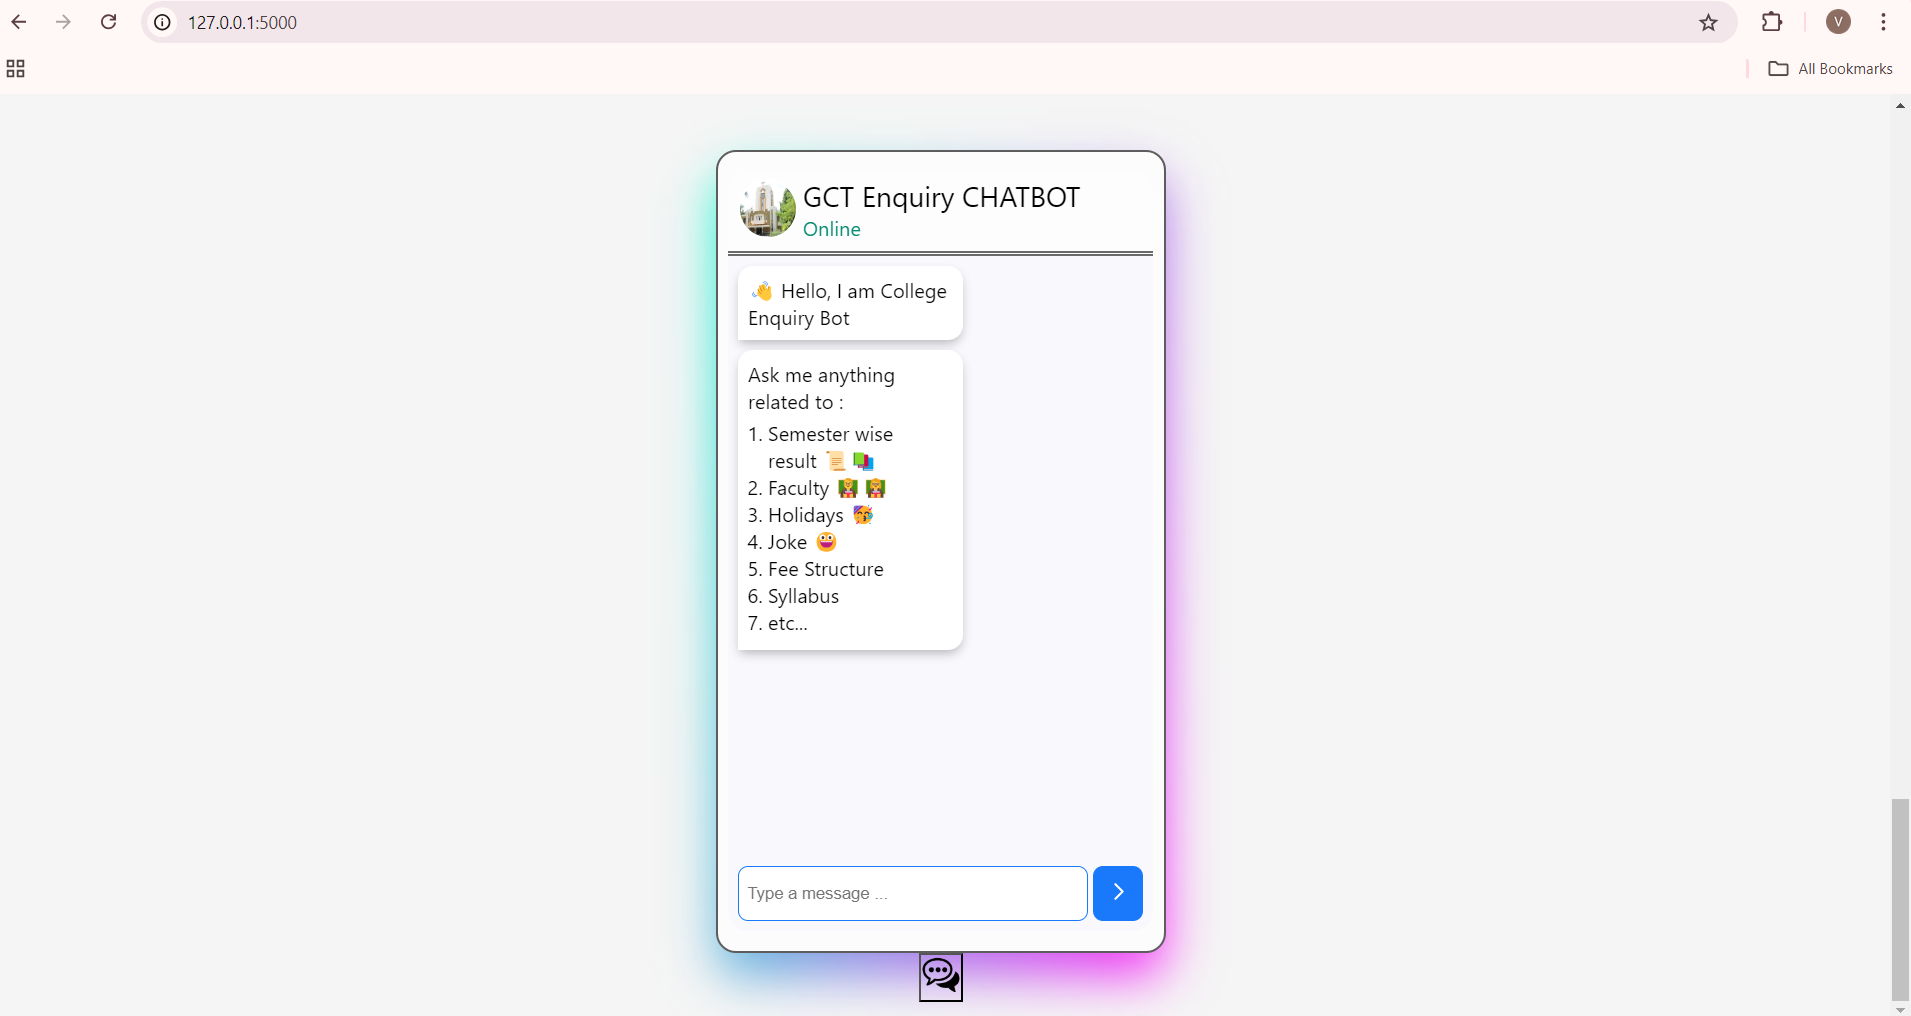 127.0.0.1:5000
V
All Bookmarks
GCT Enquiry CHATBOT
Online
👋 Hello, I am College
Enquiry Bot
Ask me anything
related to :
1. Semester wise
result 📜 📚
2. Faculty 👩‍🏫 👩‍🏫
3. Holidays 🥳
4. Joke 😀
5. Fee Structure
6. Syllabus
7. etc...
Type a message ...